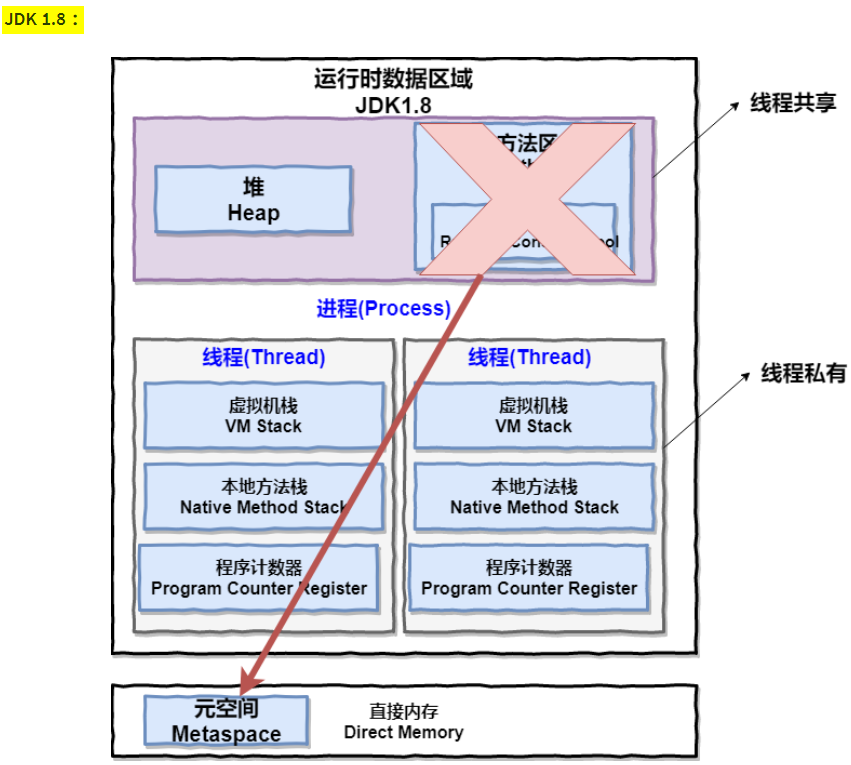 JDK 1.8：
运行时数据区域
JDK1.8
线程共享
方法区
堆
Heap
进程(Process)
线程(Thread)
线程(Thread)
线程私有
虚拟机栈
VM Stack
虚拟机栈
VM Stack
本地方法栈
Native Method Stack
本地方法栈
Native Method Stack
程序计数器
Program Counter Register
程序计数器
Program Counter Register
元空间
Metaspace
直接内存
Direct Memory